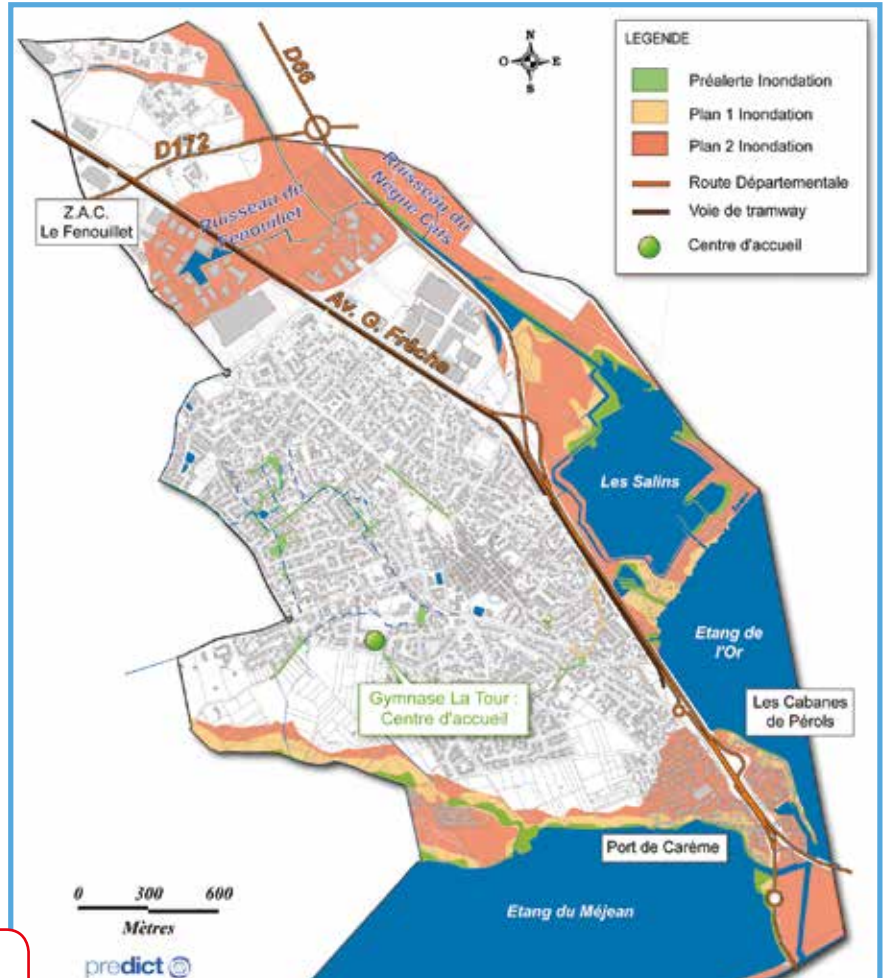 LEGENDE
Préalerte Inondation
Plan 1 Inondation
Plan 2 Inondation
Route Départementale
Voie de tramway
Centre d'accueil
N
O
E
S
D66
D172
Ruisseau du
Nègue Cats
Z.A.C.
Le Fenouillet
Ruisseau de
Fenouillet
Av. G. Frêche
Les Salins
Etang de
l'Or
Gymnase La Tour :
Centre d'accueil
Les Cabanes
de Pérols
Port de Carème
Etang du Méjean
0 300 600
Mètres
predict